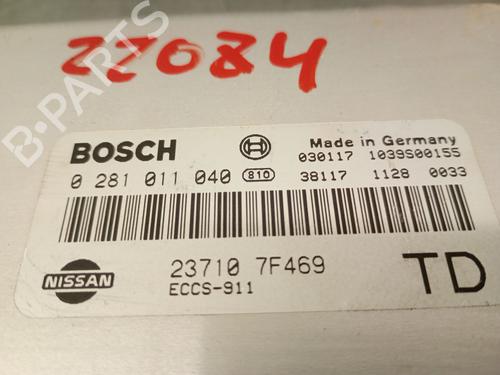 22084
B-PARTS
BOSCH
Made in Germany
030117 1039S00155
0 281 011 040 810 38117 1128 0033
23710 7F469
ECCS-911
TD
NISSAN